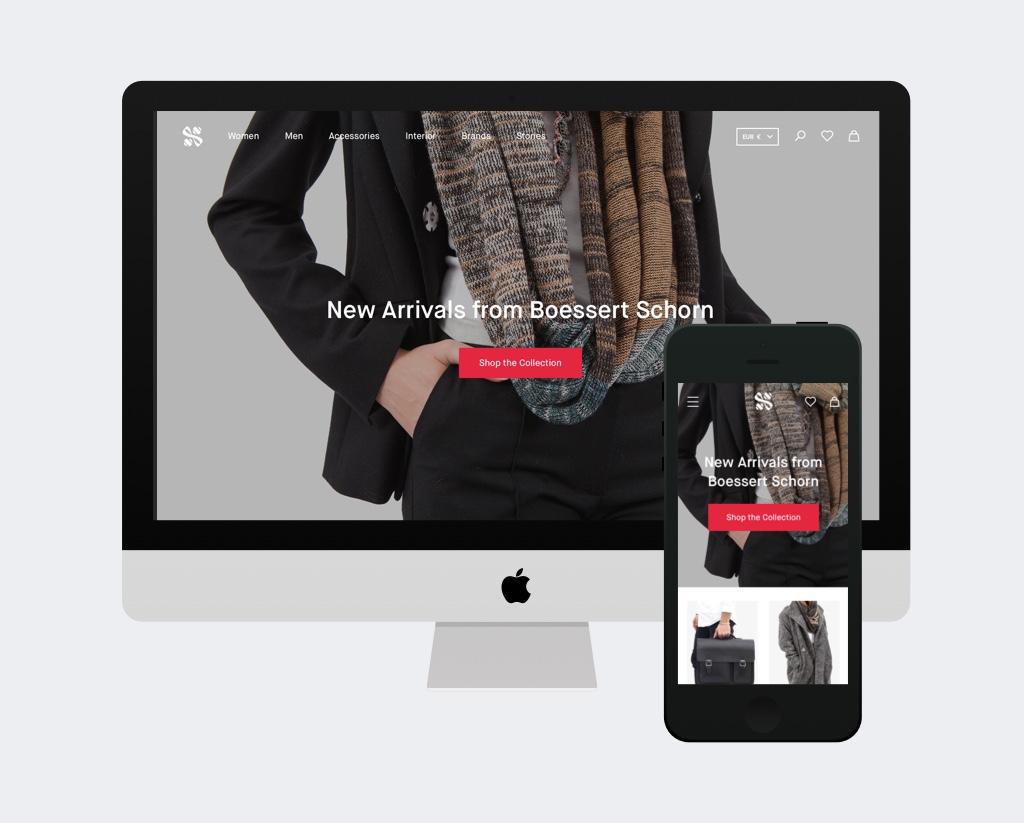 Women Men Accessories Interior Brands Stories EUR €
New Arrivals from Boessert Schorn
Shop the Collection
New Arrivals from
Boessert Schorn
Shop the Collection